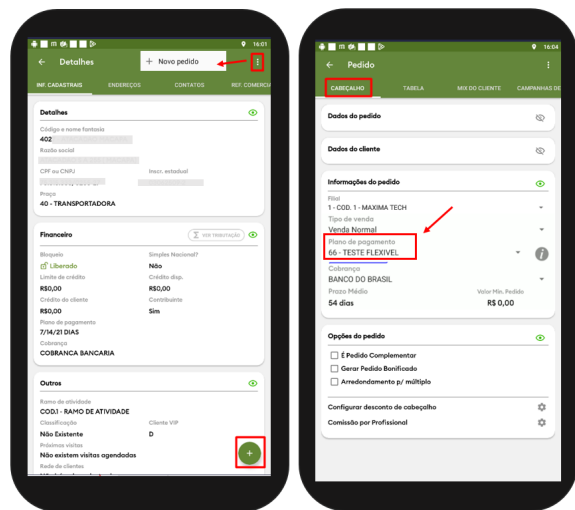 16:01
← Detalhes
+ Novo pedido
INF. CADASTRAIS ENDEREÇOS CONTATOS REF. COMERCIA
Detalhes
Código e nome fantasia
402
Razão social
CPF ou CNPJ Inscr. estadual
Praça
40 - TRANSPORTADORA
Financeiro
VER TRIBUTAÇÃO
Bloqueio Simples Nacional?
Liberado Não
Limite de crédito Crédito disp.
R$0,00 R$0,00
Crédito do cliente Contribuinte
R$0,00 Sim
Plano de pagamento
7/14/21 DIAS
Cobrança
COBRANCA BANCARIA
Outros
Ramo de atividade
COD.1 - RAMO DE ATIVIDADE
Classificação Cliente VIP
Não Existente D
Próximas visitas
Não existem visitas agendadas
Rede de clientes
16:04
← Pedido
CABEÇALHO TABELA MIX DO CLIENTE CAMPANHAS DE
Dados do pedido
Dados do cliente
Informações do pedido
Filial
1 - COD. 1 - MAXIMA TECH
Tipo de venda
Venda Normal
Plano de pagamento
66 - TESTE FLEXIVEL
Cobrança
BANCO DO BRASIL
Prazo Médio Valor Min. Pedido
54 dias R$ 0,00
Opções do pedido
É Pedido Complementar
Gerar Pedido Bonificado
Arredondamento p/ múltiplo
Configurar desconto de cabeçalho
Comissão por Profissional